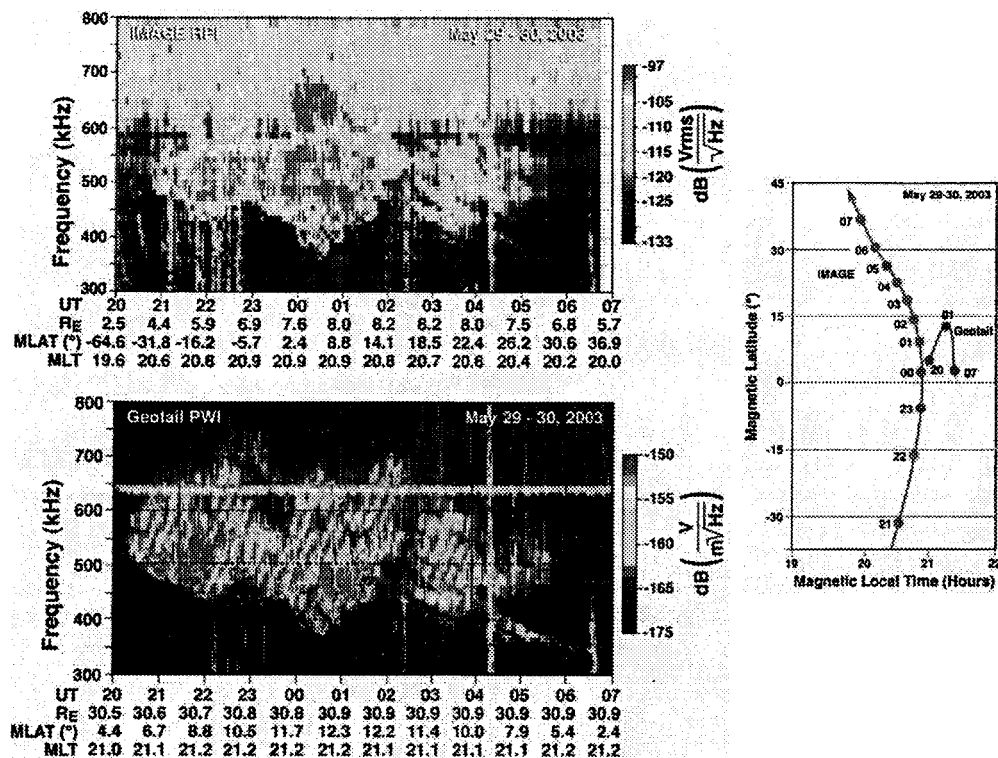 800
IMAGE RPI May 29 - 30, 2003
700
600
500
400
300
Frequency (kHz)
-97
-105
-110
-115
-120
-125
-133
dB (Vrms / √Hz)
UT 20 21 22 23 00 01 02 03 04 05 06 07
RE 2.5 4.4 5.9 6.9 7.6 8.0 8.2 8.2 8.0 7.5 6.8 5.7
MLAT (°) -64.6 -31.8 -16.2 -5.7 2.4 8.8 14.1 18.5 22.4 26.2 30.6 36.9
MLT 19.6 20.6 20.8 20.9 20.9 20.9 20.8 20.7 20.6 20.4 20.2 20.0
800
Geotail PWI May 29 - 30, 2003
700
600
500
400
300
Frequency (kHz)
-150
-155
-160
-165
-175
dB (V / m√Hz)
UT 20 21 22 23 00 01 02 03 04 05 06 07
RE 30.5 30.6 30.7 30.8 30.8 30.9 30.9 30.9 30.9 30.9 30.9 30.9
MLAT (°) 4.4 6.7 8.8 10.5 11.7 12.3 12.2 11.4 10.0 7.9 5.4 2.4
MLT 21.0 21.1 21.2 21.2 21.2 21.2 21.1 21.1 21.1 21.1 21.2 21.2
45
May 29-30, 2003
07
30
06
IMAGE
05
04
03
15
02
01
Geotail
01
00
20
07
0
23
-15
22
-30
21
Magnetic Latitude (°)
19 20 21 22
Magnetic Local Time (Hours)